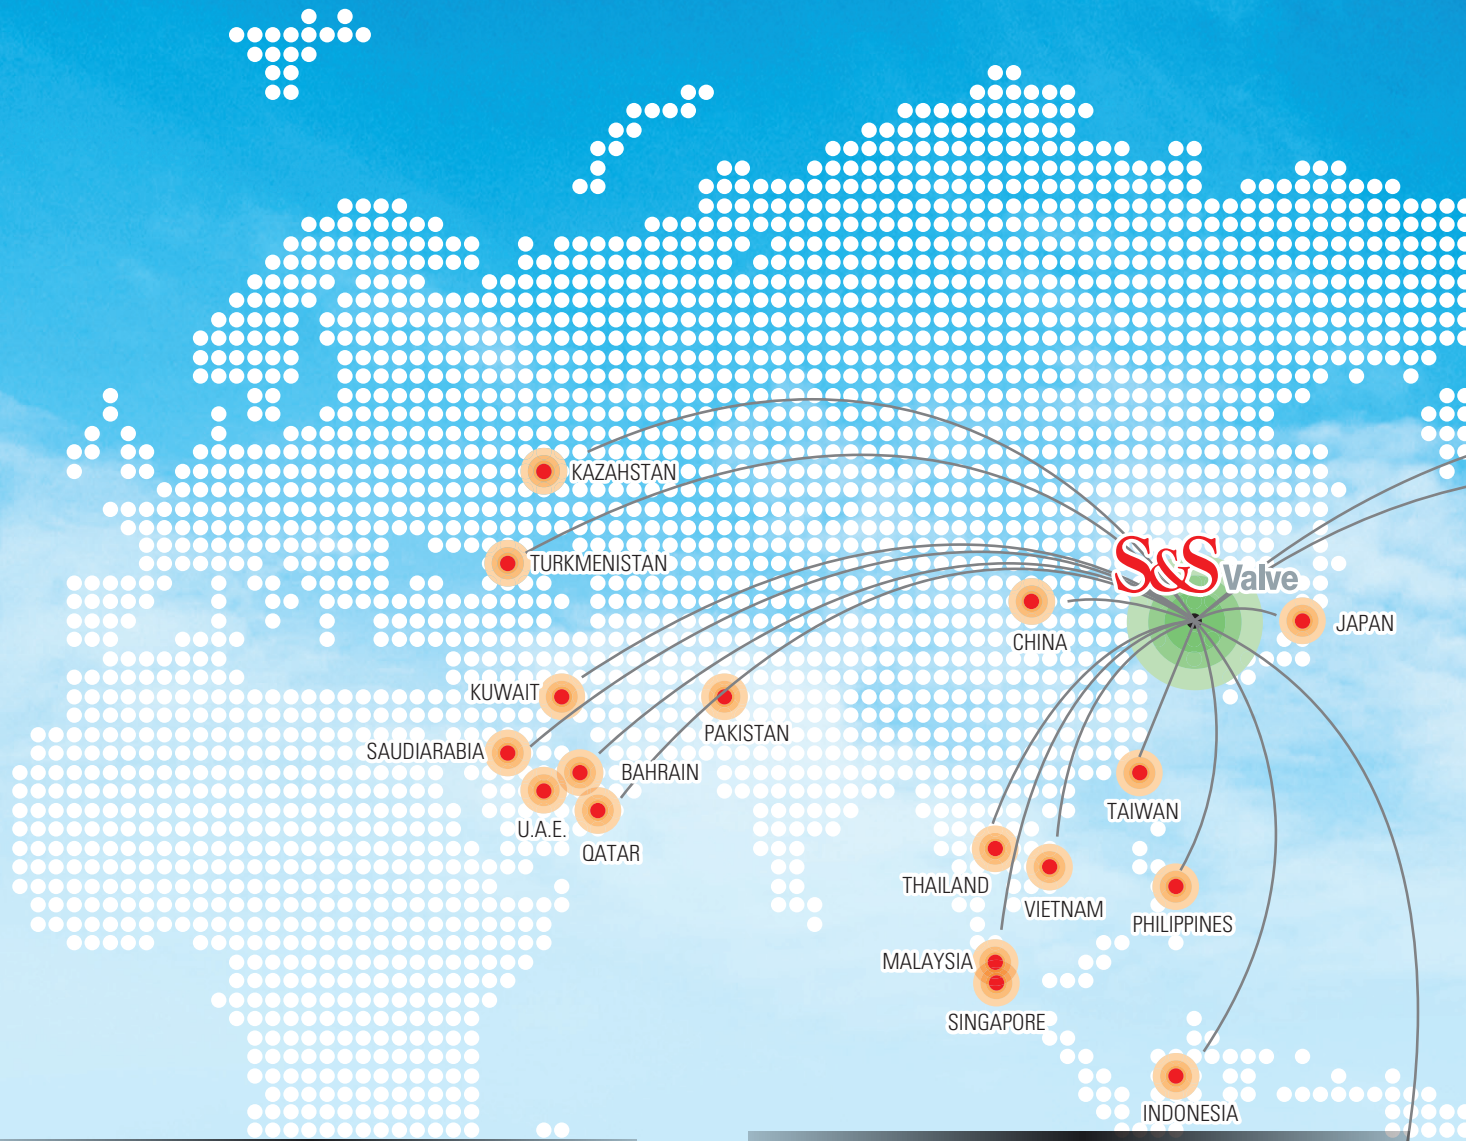 KAZAHSTAN
S&S Valve
TURKMENISTAN
CHINA
JAPAN
KUWAIT
PAKISTAN
SAUDIARABIA
BAHRAIN
U.A.E.
QATAR
TAIWAN
THAILAND
VIETNAM
PHILIPPINES
MALAYSIA
SINGAPORE
INDONESIA